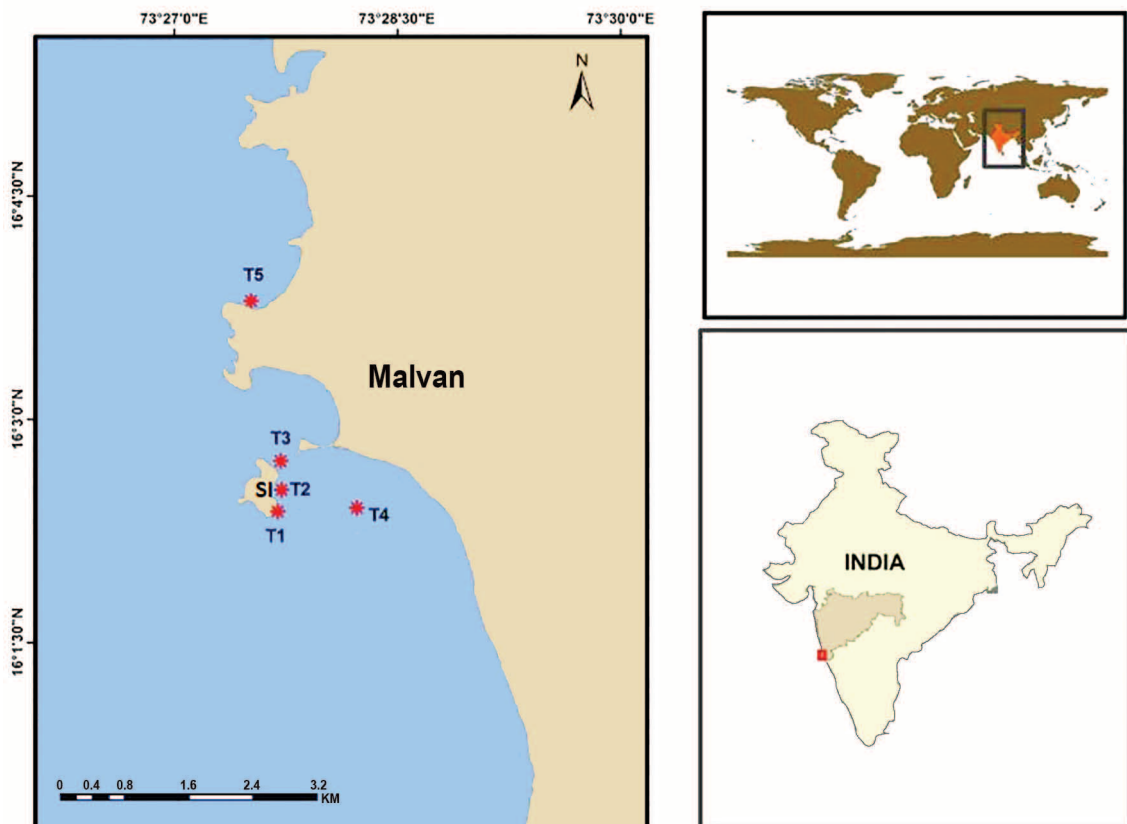 73°27'0"E 73°28'30"E 73°30'0"E
N
16°4'30"N
T5
Malvan
16°3'0"N
T3
SI T2
T4
T1
16°1'30"N
0 0.4 0.8 1.6 2.4 3.2
KM
INDIA